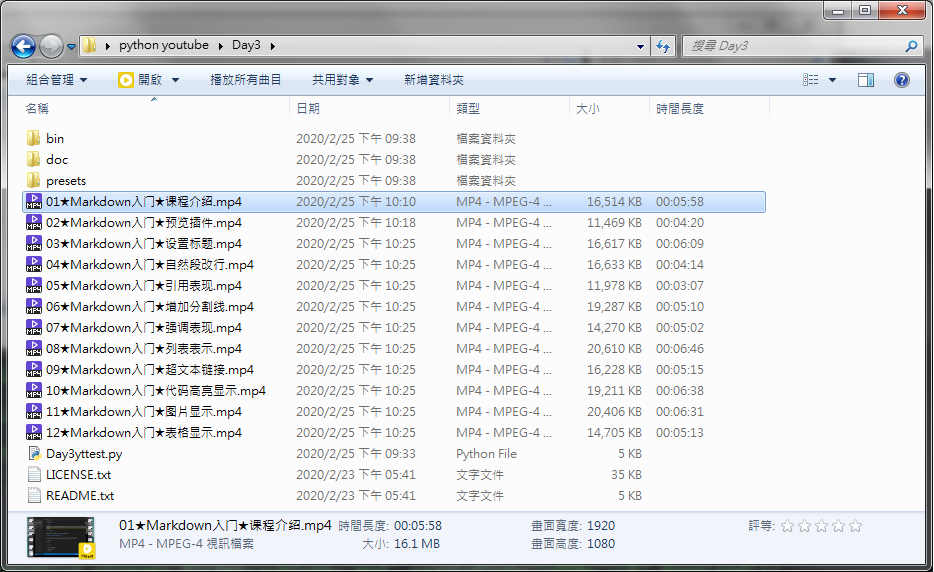 python youtube Day3 搜尋 Day3
組合管理 開啟 播放所有曲目 共用對象 新增資料夾
名稱 日期 類型 大小 時間長度
bin 2020/2/25 下午 09:38 檔案資料夾
doc 2020/2/25 下午 09:38 檔案資料夾
presets 2020/2/25 下午 09:38 檔案資料夾
01★Markdown入门★课程介绍.mp4 2020/2/25 下午 10:10 MP4 - MPEG-4 ... 16,514 KB 00:05:58
02★Markdown入门★预览插件.mp4 2020/2/25 下午 10:18 MP4 - MPEG-4 ... 11,469 KB 00:04:20
03★Markdown入门★设置标题.mp4 2020/2/25 下午 10:25 MP4 - MPEG-4 ... 16,617 KB 00:06:09
04★Markdown入门★自然段改行.mp4 2020/2/25 下午 10:25 MP4 - MPEG-4 ... 16,633 KB 00:04:14
05★Markdown入门★引用表现.mp4 2020/2/25 下午 10:25 MP4 - MPEG-4 ... 11,978 KB 00:03:07
06★Markdown入门★增加分割线.mp4 2020/2/25 下午 10:25 MP4 - MPEG-4 ... 19,287 KB 00:05:10
07★Markdown入门★强调表现.mp4 2020/2/25 下午 10:25 MP4 - MPEG-4 ... 14,270 KB 00:05:02
08★Markdown入门★列表表示.mp4 2020/2/25 下午 10:25 MP4 - MPEG-4 ... 20,610 KB 00:06:46
09★Markdown入门★超文本链接.mp4 2020/2/25 下午 10:25 MP4 - MPEG-4 ... 16,228 KB 00:05:15
10★Markdown入门★代码高亮显示.mp4 2020/2/25 下午 10:25 MP4 - MPEG-4 ... 19,211 KB 00:06:38
11★Markdown入门★图片显示.mp4 2020/2/25 下午 10:25 MP4 - MPEG-4 ... 20,406 KB 00:06:31
12★Markdown入门★表格显示.mp4 2020/2/25 下午 10:25 MP4 - MPEG-4 ... 14,705 KB 00:05:13
Day3yttest.py 2020/2/25 下午 09:33 Python File 5 KB
LICENSE.txt 2020/2/23 下午 05:41 文字文件 35 KB
README.txt 2020/2/23 下午 05:41 文字文件 5 KB
01★Markdown入门★课程介绍.mp4 時間長度: 00:05:58 畫面寬度: 1920 評等: ☆☆☆☆☆
MP4 - MPEG-4 視訊檔案 大小: 16.1 MB 畫面高度: 1080